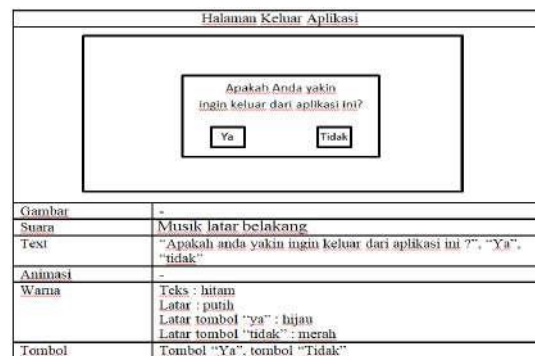 Halaman Keluar Aplikasi
Apakah Anda yakin
ingin keluar dari aplikasi ini?
Ya Tidak
Gambar -
Suara Musik latar belakang
Text "Apakah anda yakin ingin keluar dari aplikasi ini ?", "Ya",
"tidak"
Animasi -
Warna Teks : hitam
Latar : putih
Latar tombol "ya" : hijau
Latar tombol "tidak" : merah
Tombol Tombol "Ya", tombol "Tidak"